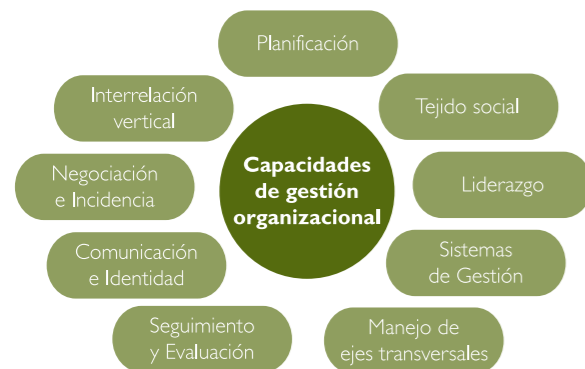 Planificación
Interrelación
vertical
Tejido social
Capacidades
de gestión
organizacional
Negociación
e Incidencia
Liderazgo
Comunicación
e Identidad
Sistemas
de Gestión
Seguimiento
y Evaluación
Manejo de
ejes transversales